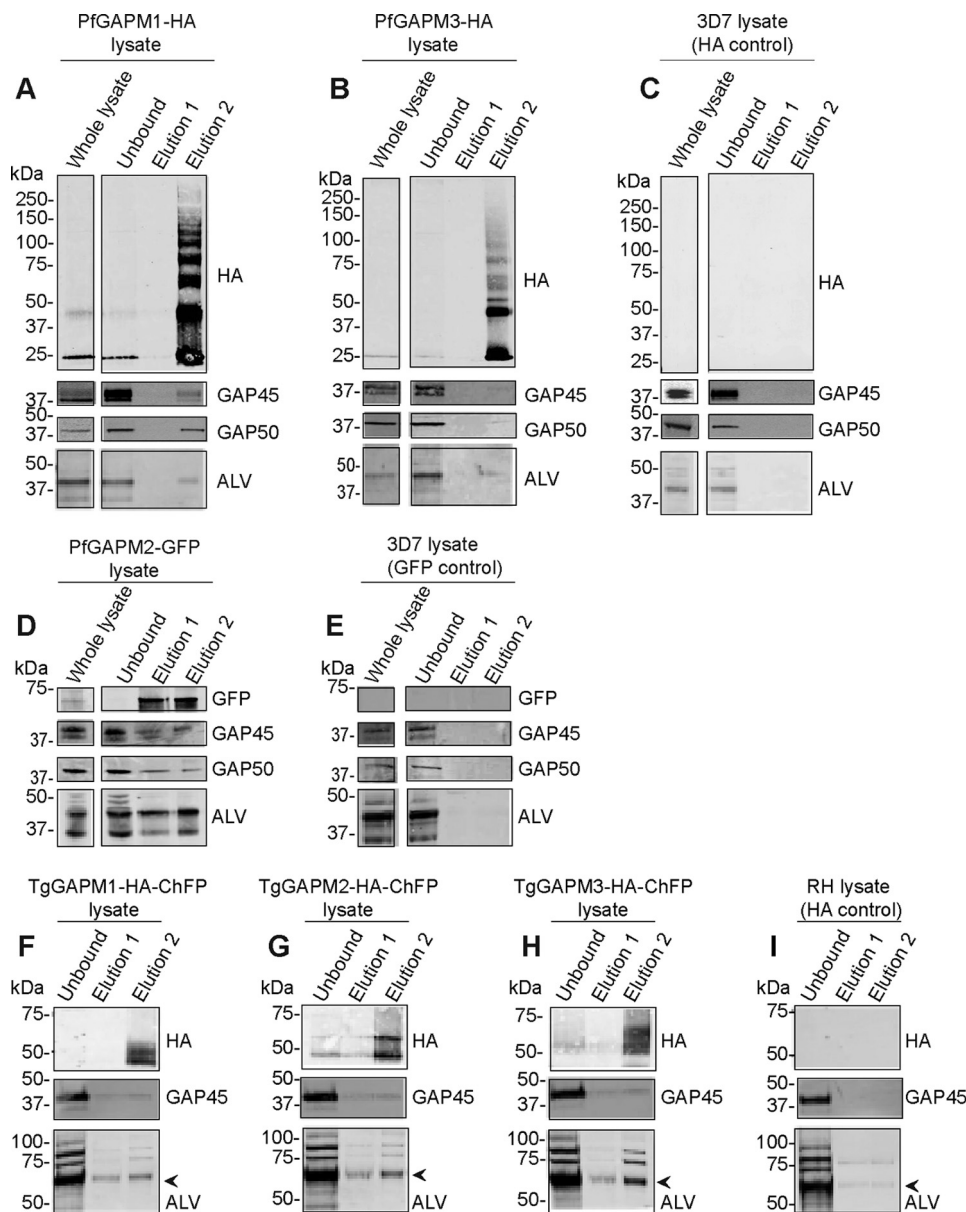 PfGAPM1-HA
lysate
PfGAPM3-HA
lysate
3D7 lysate
(HA control)
A
Whole lysate
Unbound
Elution 1
Elution 2
B
Whole lysate
Unbound
Elution 1
Elution 2
C
Whole lysate
Unbound
Elution 1
Elution 2
kDa
250-
150-
100-
75-
50-
37-
25-
HA
37-
GAP45
50-
37-
GAP50
50-
37-
ALV
kDa
250-
150-
100-
75-
50-
37-
25-
HA
37-
GAP45
50-
37-
GAP50
50-
37-
ALV
kDa
250-
150-
100-
75-
50-
37-
25-
HA
37-
GAP45
50-
37-
GAP50
50-
37-
ALV
PfGAPM2-GFP
lysate
3D7 lysate
(GFP control)
D
Whole lysate
Unbound
Elution 1
Elution 2
E
Whole lysate
Unbound
Elution 1
Elution 2
kDa
75-
GFP
37-
GAP45
37-
GAP50
50-
37-
ALV
kDa
75-
GFP
37-
GAP45
37-
GAP50
50-
37-
ALV
TgGAPM1-HA-ChFP
lysate
TgGAPM2-HA-ChFP
lysate
TgGAPM3-HA-ChFP
lysate
RH lysate
(HA control)
F
Unbound
Elution 1
Elution 2
G
Unbound
Elution 1
Elution 2
H
Unbound
Elution 1
Elution 2
I
Unbound
Elution 1
Elution 2
kDa
75-
50-
HA
50-
37-
GAP45
100-
75-
50-
ALV
kDa
75-
50-
HA
50-
37-
GAP45
100-
75-
50-
ALV
kDa
75-
50-
HA
50-
37-
GAP45
100-
75-
50-
ALV
kDa
75-
50-
HA
50-
37-
GAP45
100-
75-
50-
ALV